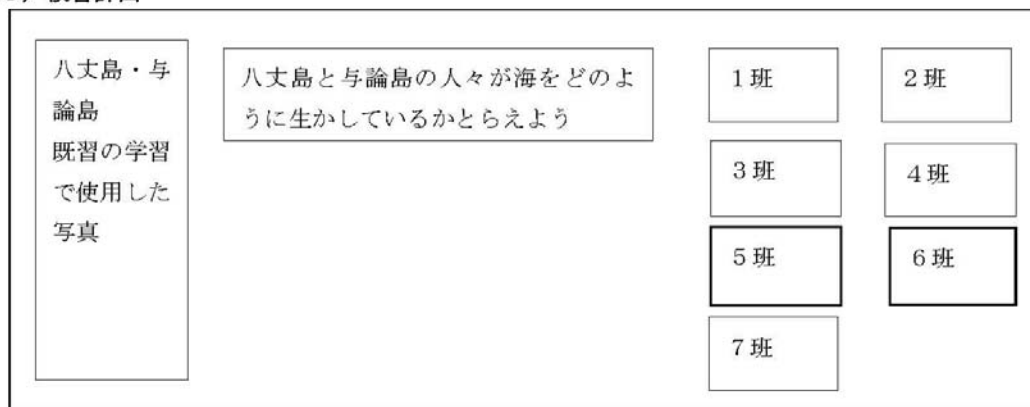 八丈島・与
論島
既習の学習
で使用した
写真
八丈島と与論島の人々が海をどのよ
うに生かしているかとらえよう
1班
2班
3班
4班
5班
6班
7班